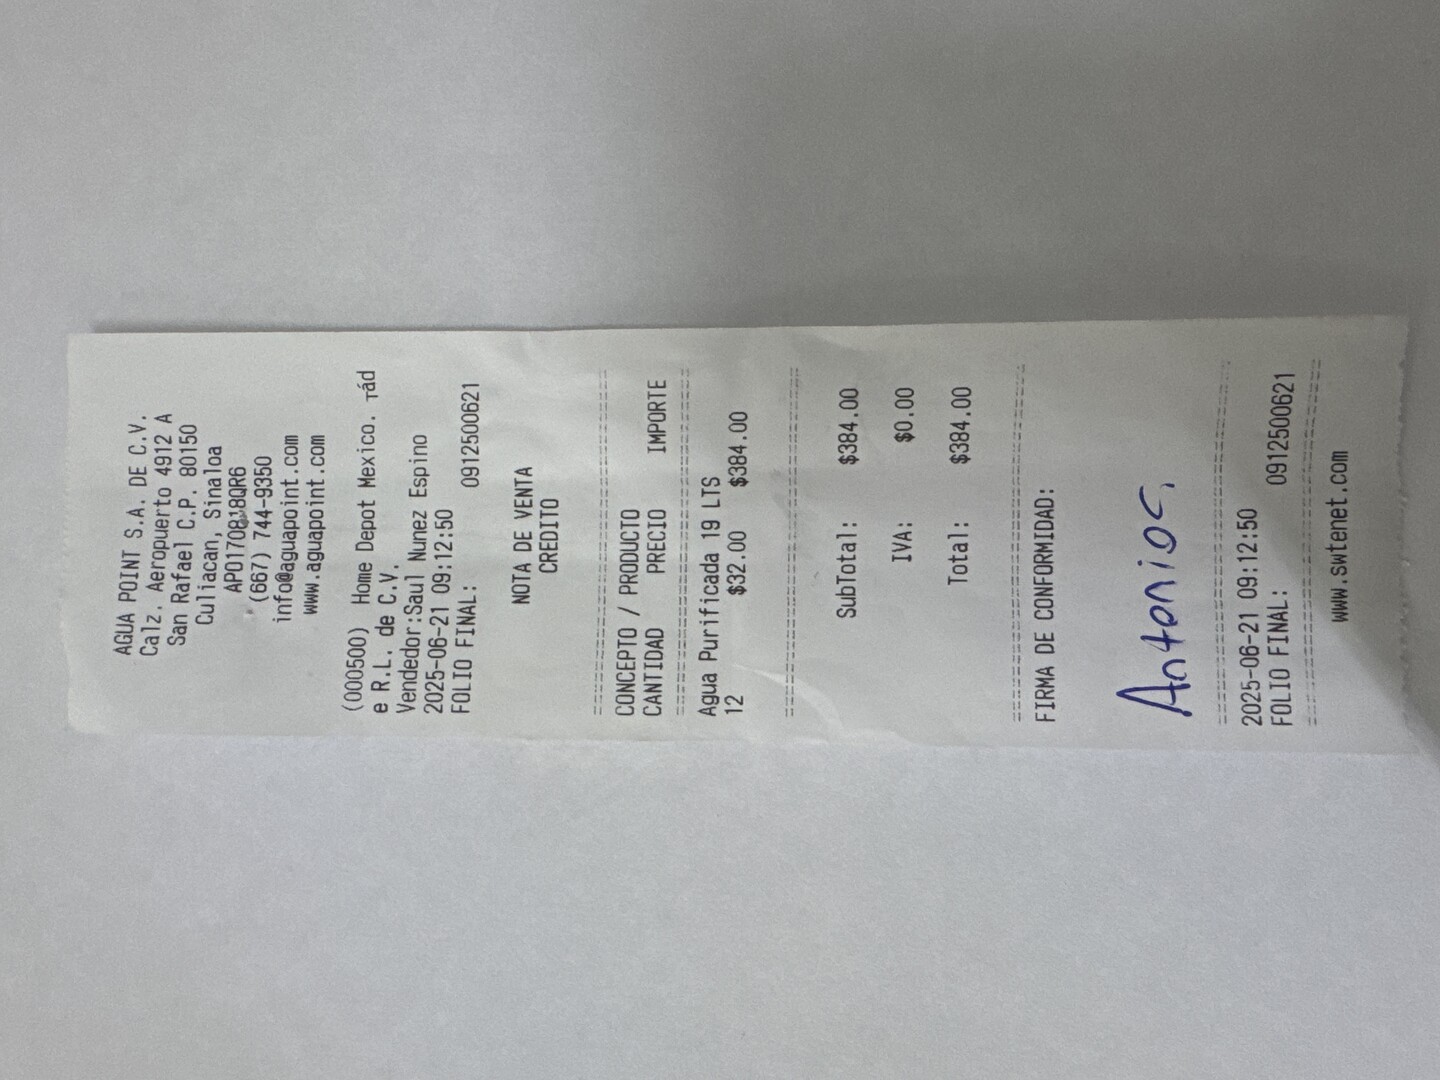 AGUA POINT S.A. DE C.V.
Calz. Aeropuerto 4912 A
San Rafael C.P. 80150
Culiacan, Sinaloa
APO170818QR6
(667) 744-9350
info@aguapoint.com
www.aguapoint.com
(000500) Home Depot Mexico. ┬ád
e R.L. de C.V.
Vendedor:Saul Nunez Espino
2025-06-21 09:12:50
FOLIO FINAL: 0912500621
NOTA DE VENTA
CREDITO
CONCEPTO / PRODUCTO
CANTIDAD PRECIO IMPORTE
Agua Purificada 19 LTS
12 $32.00 $384.00
SubTotal: $384.00
IVA: $0.00
Total: $384.00
FIRMA DE CONFORMIDAD:
Antonio C.
2025-06-21 09:12:50
FOLIO FINAL: 0912500621
www.swtenet.com